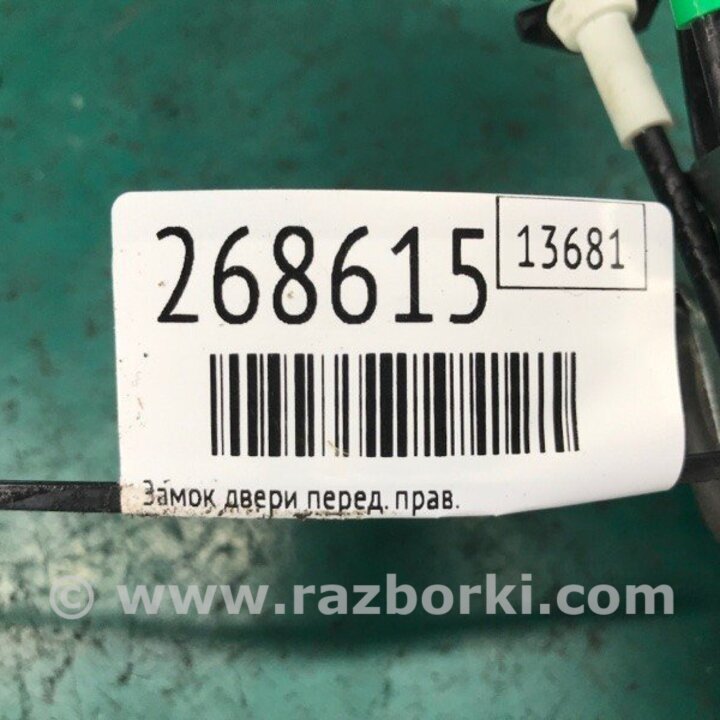 268615
13681
Замок двери перед. прав.
© www.razborki.com